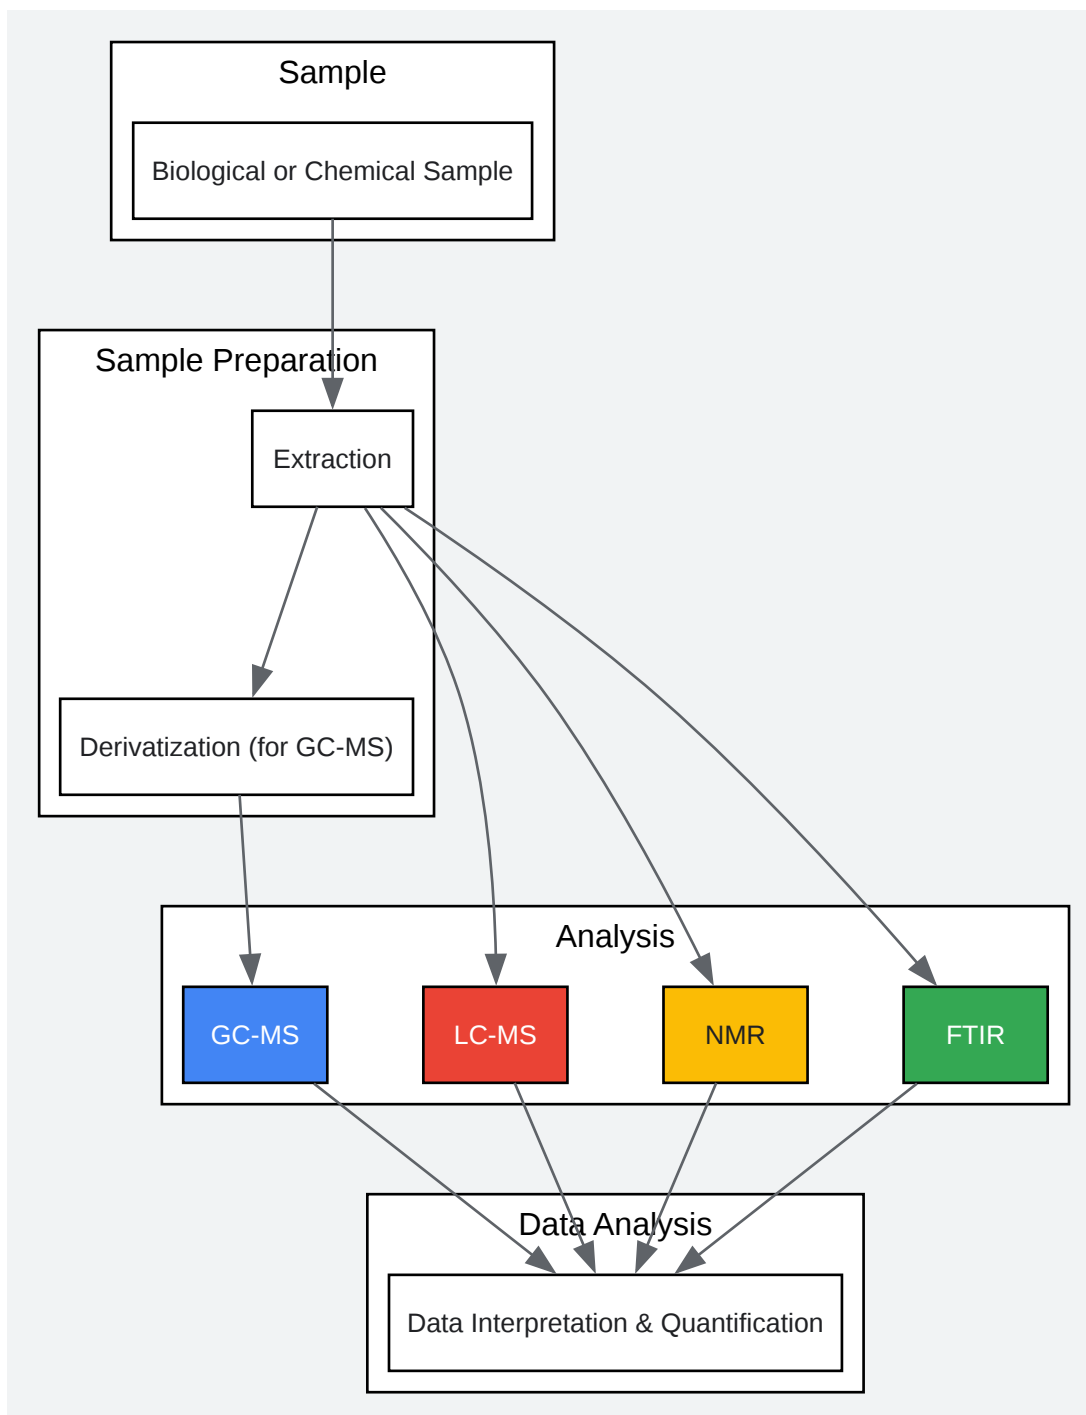 Sample
Biological or Chemical Sample
Sample Preparation
Extraction
Derivatization (for GC-MS)
Analysis
GC-MS
LC-MS
NMR
FTIR
Data Analysis
Data Interpretation & Quantification